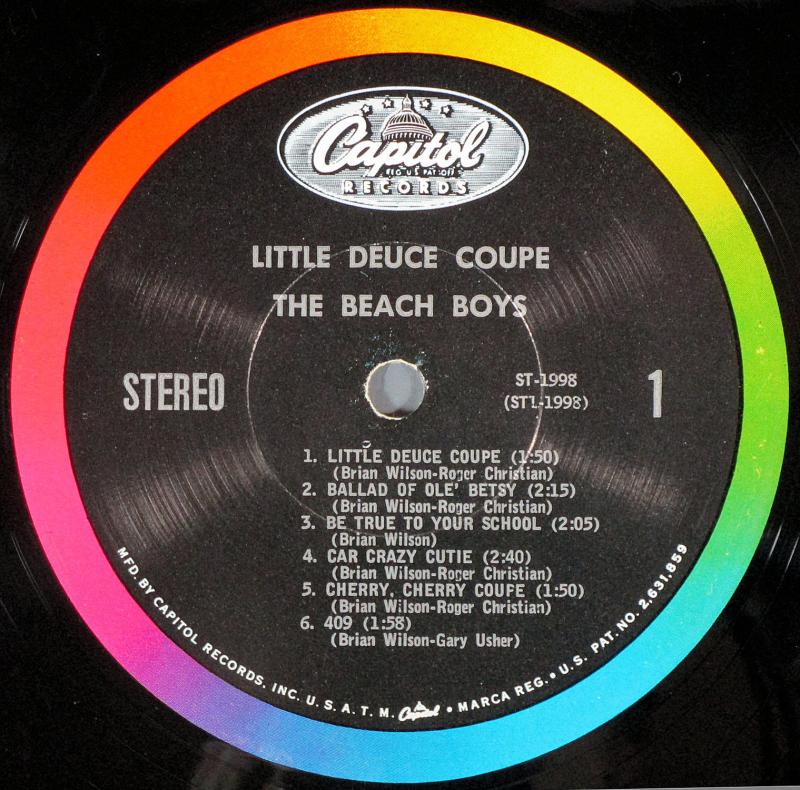 Capitol
REG. U.S. PAT. OFF.
RECORDS
LITTLE DEUCE COUPE
THE BEACH BOYS
STEREO
ST-1998
(ST1-1998)
1
1. LITTLE DEUCE COUPE (1:50)
(Brian Wilson-Roger Christian)
2. BALLAD OF OLE' BETSY (2:15)
(Brian Wilson-Roger Christian)
3. BE TRUE TO YOUR SCHOOL (2:05)
(Brian Wilson)
4. CAR CRAZY CUTIE (2:40)
(Brian Wilson-Roger Christian)
5. CHERRY, CHERRY COUPE (1:50)
(Brian Wilson-Roger Christian)
6. 409 (1:58)
(Brian Wilson-Gary Usher)
MFD. BY CAPITOL RECORDS, INC. U. S. A. T. M. Capitol • MARCA REG. • U. S. PAT. NO. 2,631,859